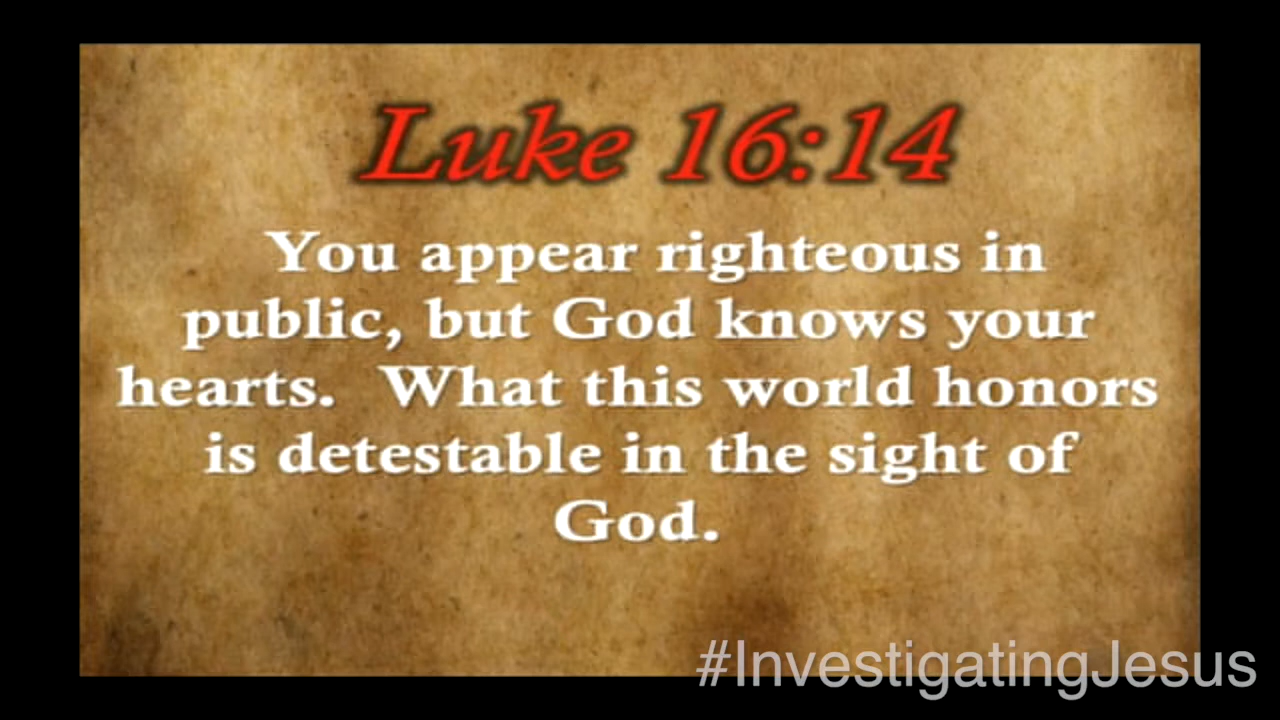 Luke 16:14
You appear righteous in
public, but God knows your
hearts.  What this world honors
is detestable in the sight of
God.
#InvestigatingJesus